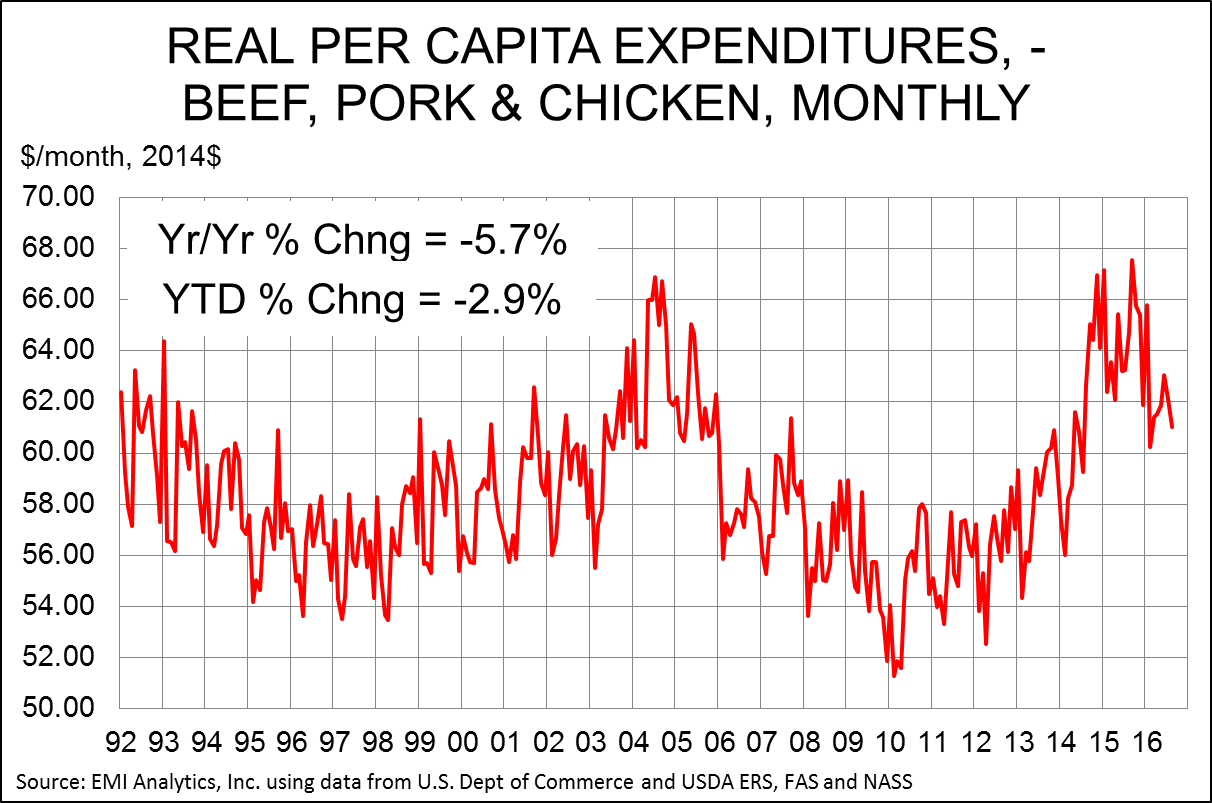 REAL PER CAPITA EXPENDITURES, -
BEEF, PORK & CHICKEN, MONTHLY
$/month, 2014$
70.00
Yr/Yr % Chng = -5.7%
68.00
YTD % Chng = -2.9%
66.00
64.00
62.00
60.00
58.00
56.00
54.00
52.00
50.00
92 93 94 95 96 97 98 99 00 01 02 03 04 05 06 07 08 09 10 11 12 13 14 15 16
Source: EMI Analytics, Inc. using data from U.S. Dept of Commerce and USDA ERS, FAS and NASS